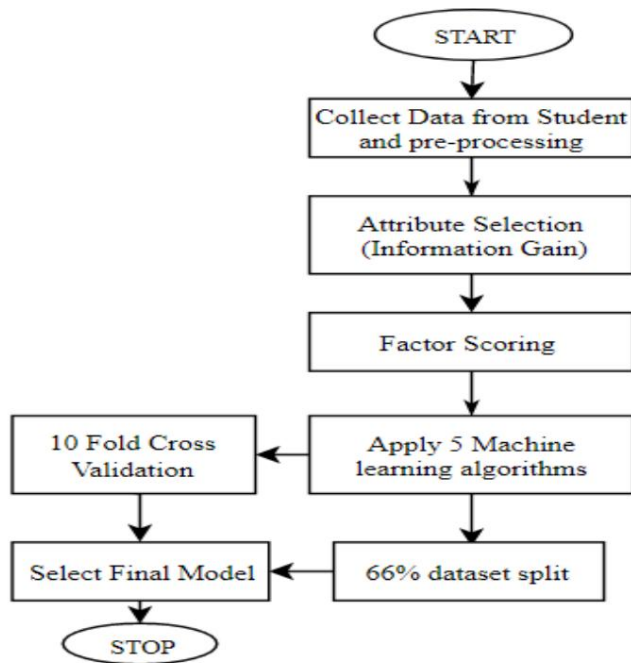 START
Collect Data from Student
and pre-processing
Attribute Selection
(Information Gain)
Factor Scoring
10 Fold Cross
Validation
Apply 5 Machine
learning algorithms
Select Final Model
66% dataset split
STOP